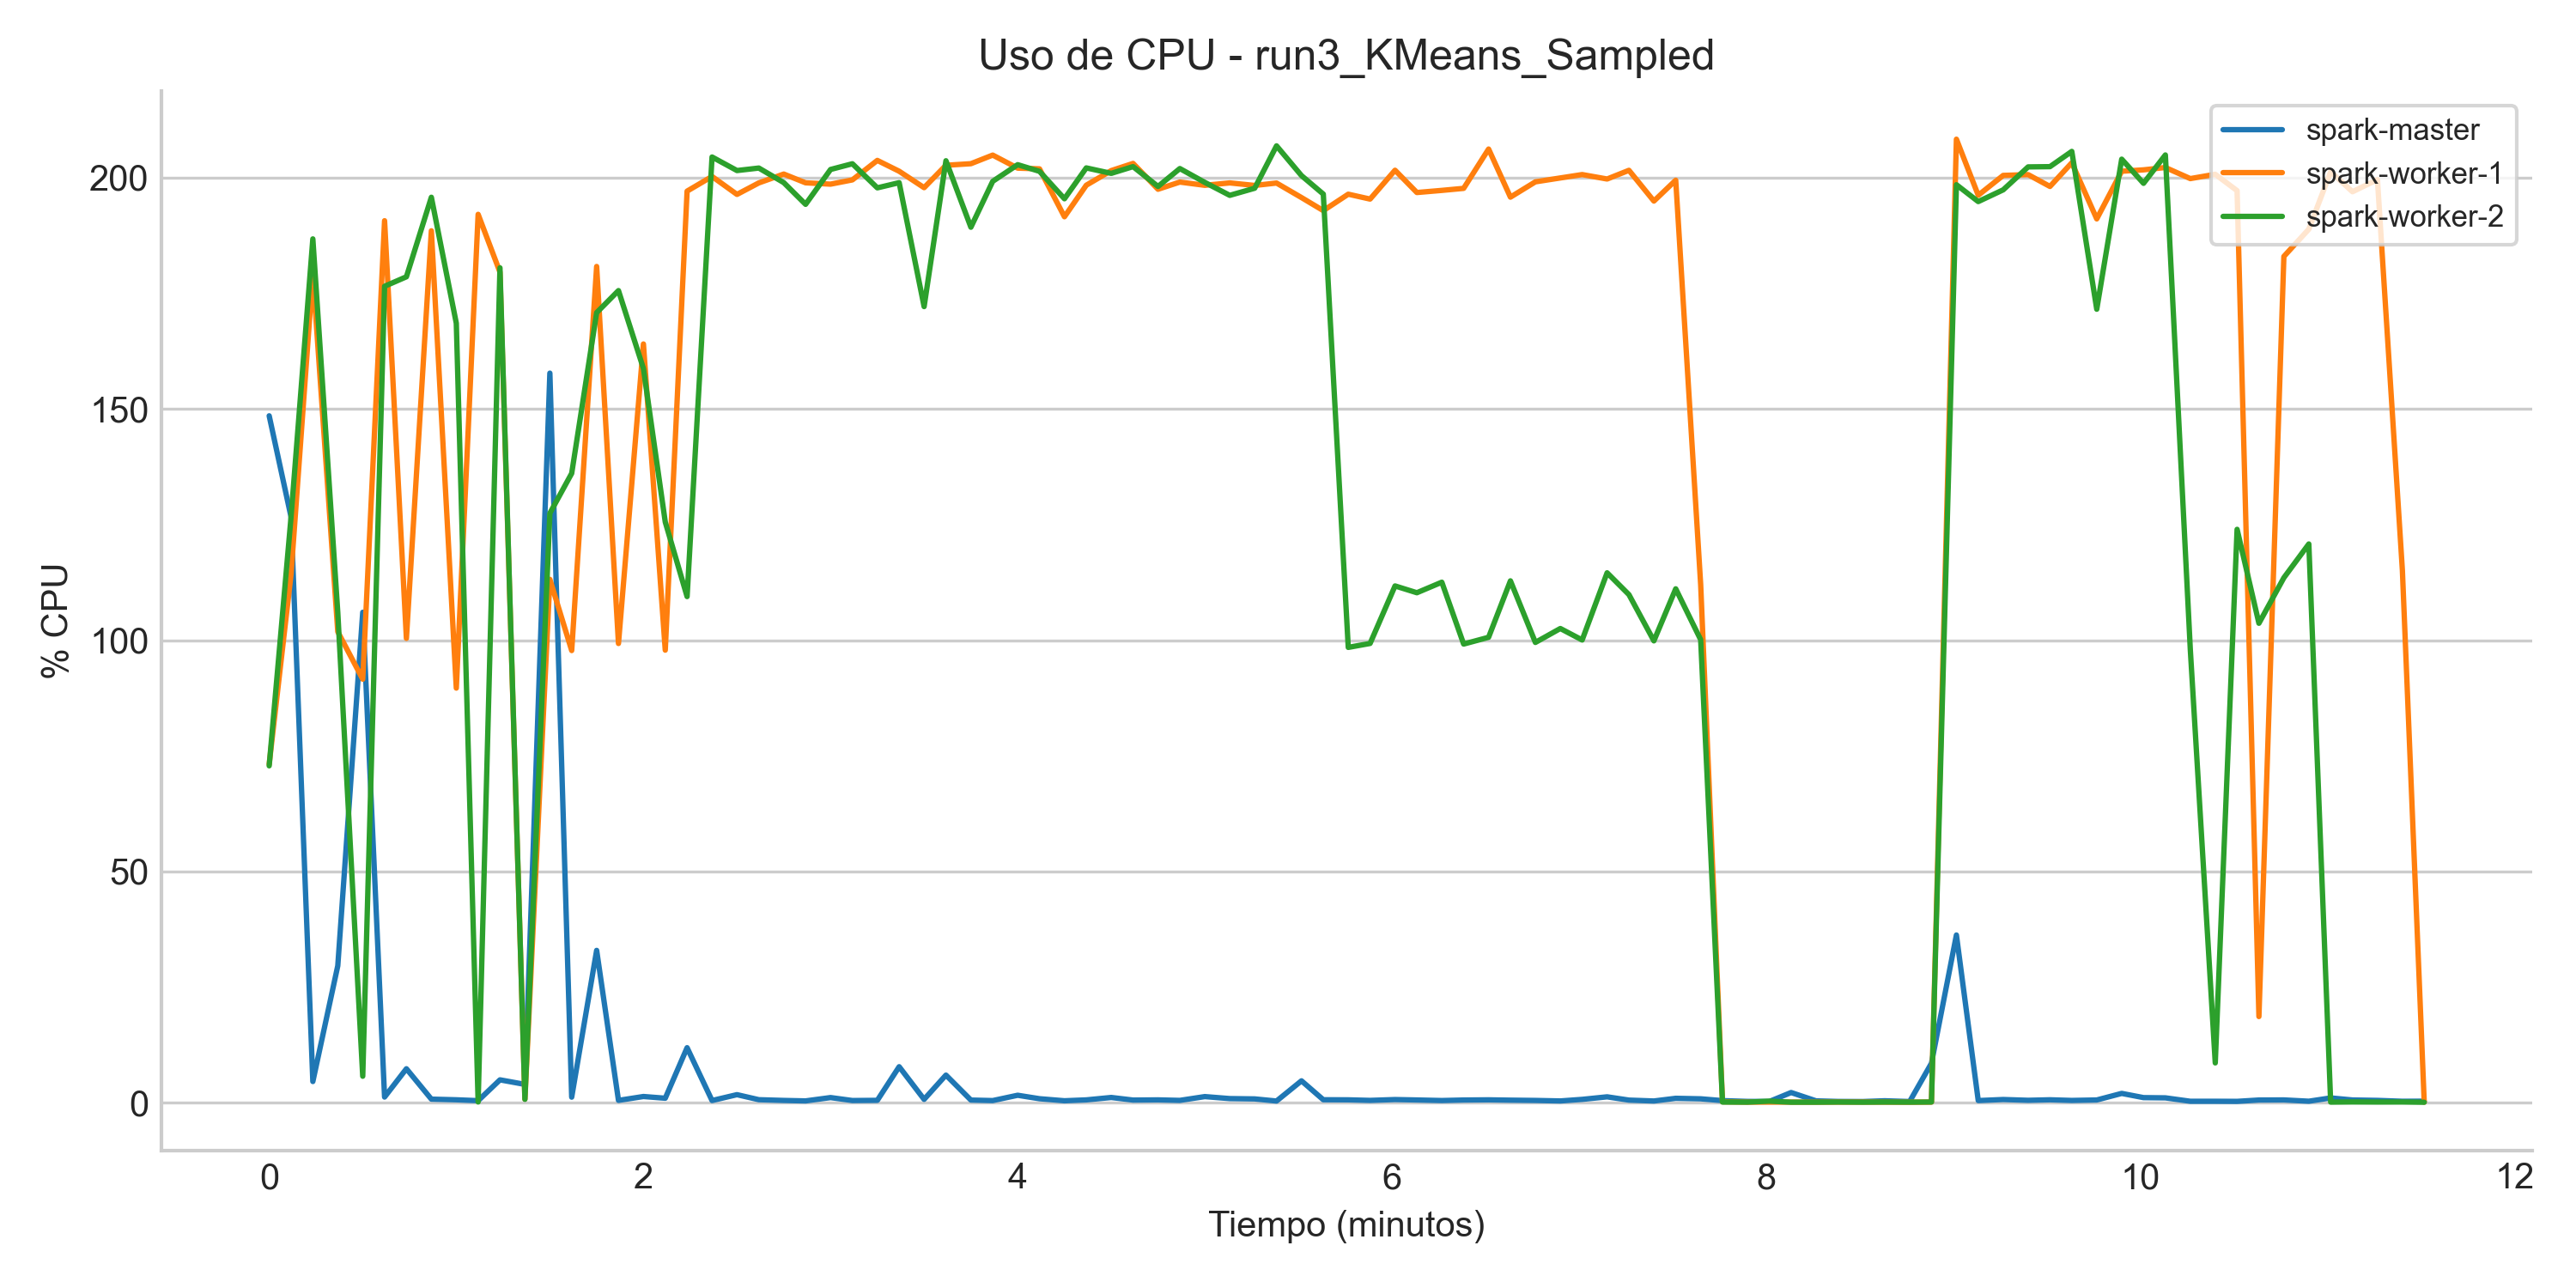 Uso de CPU - run3_KMeans_Sampled
spark-master
spark-worker-1
spark-worker-2
% CPU
200
150
100
50
0
0 2 4 6 8 10 12
Tiempo (minutos)